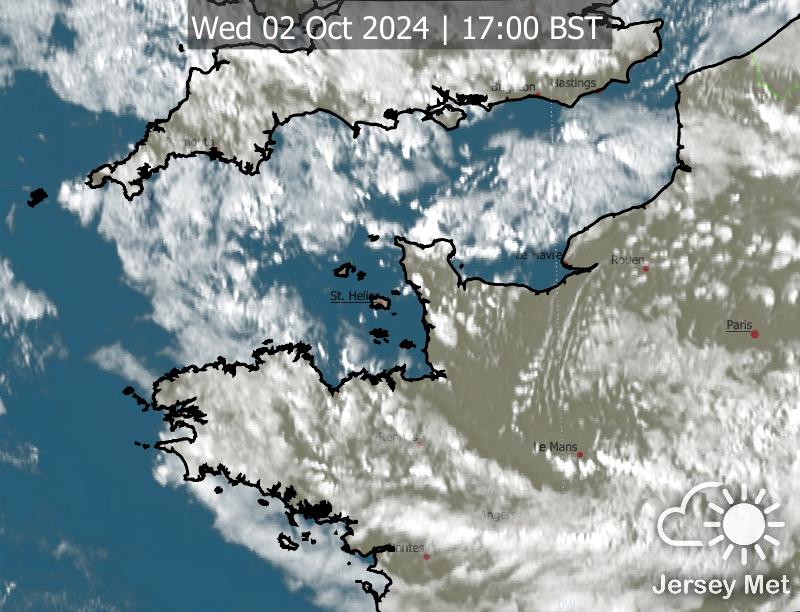 Wed 02 Oct 2024 | 17:00 BST
Hastings
Le Havre
Rouen
St. Helier
Paris
Rennes
Le Mans
Angers
Nantes
Jersey Met